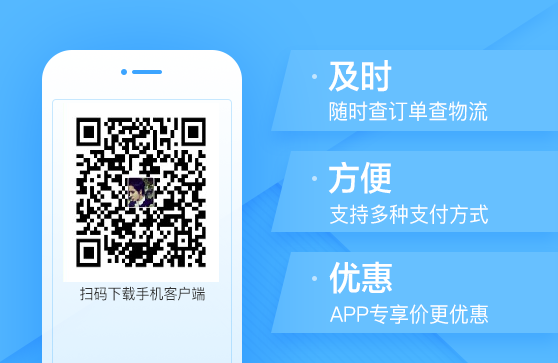 扫码下载手机客户端
· 及时
随时查订单查物流
· 方便
支持多种支付方式
· 优惠
APP专享价更优惠